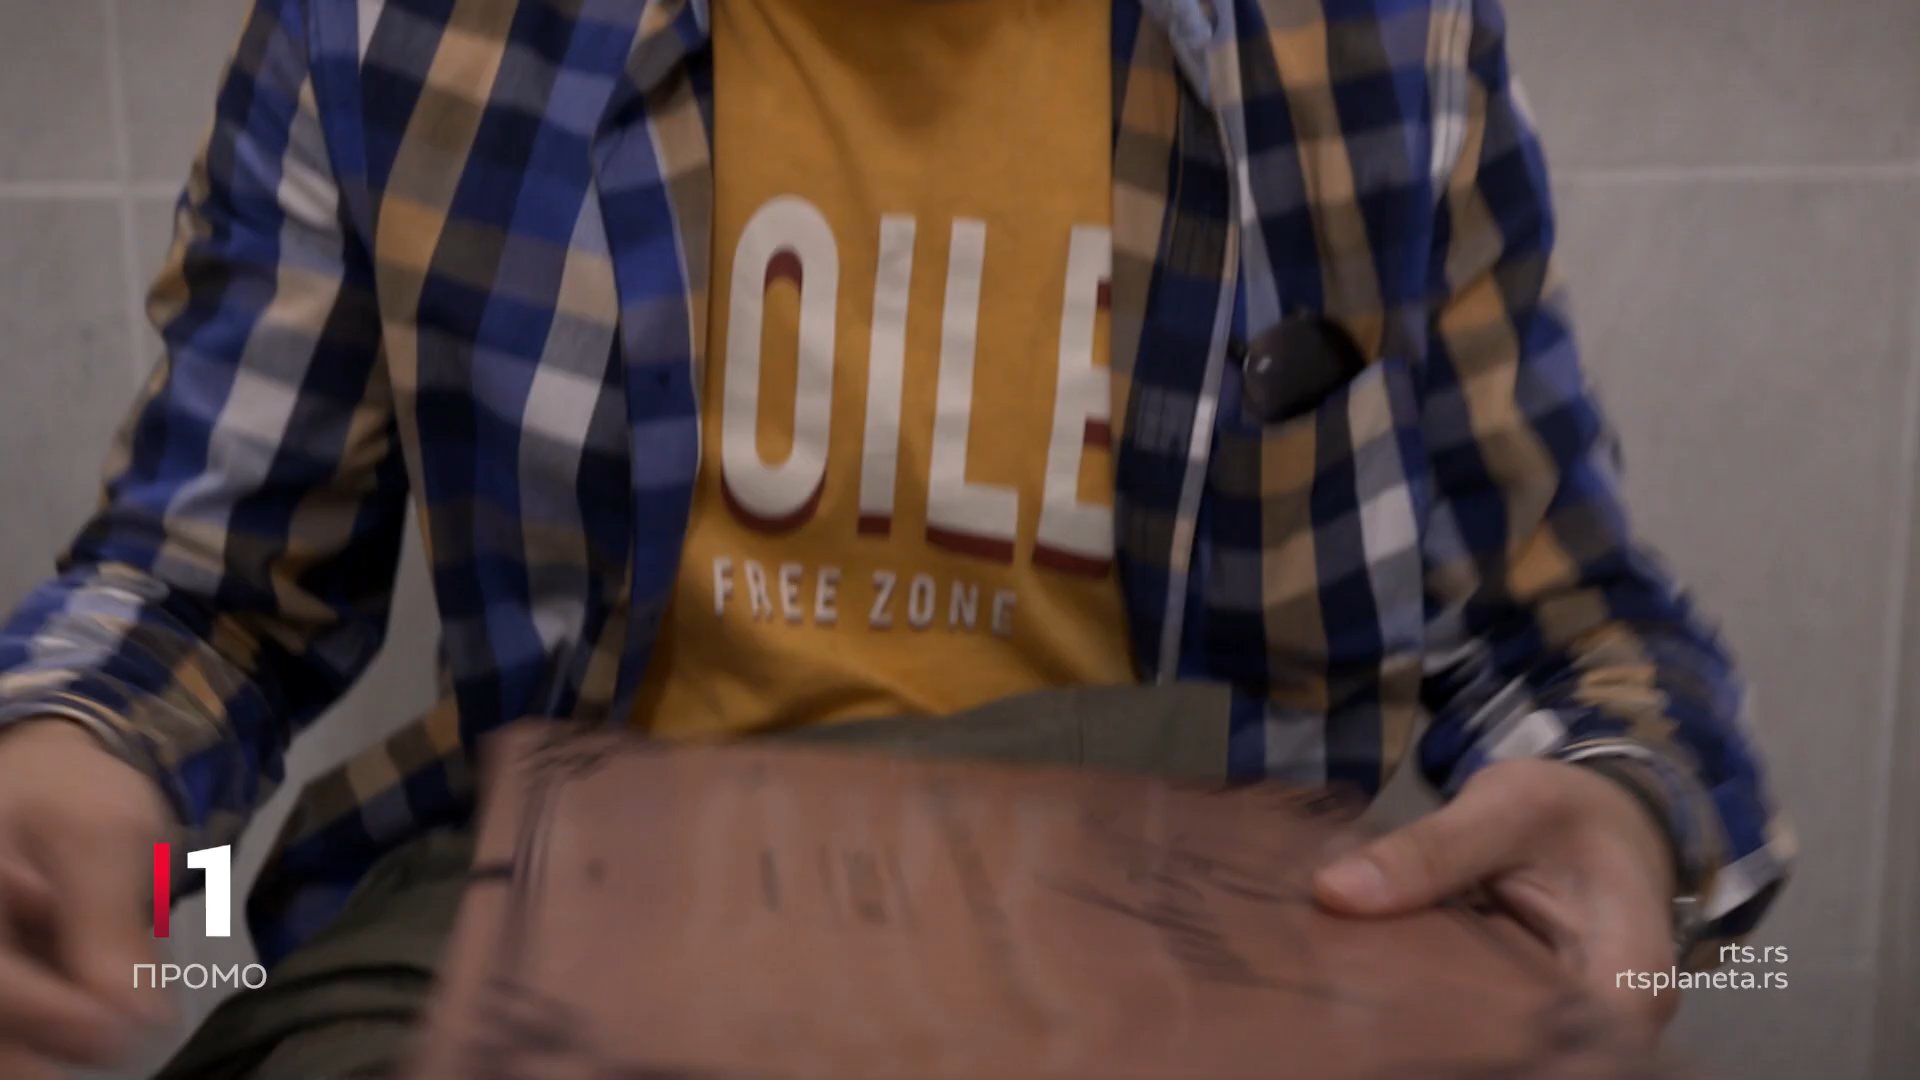 OILE
FREE ZONE
1
ПРОМО
rts.rs
rtsplaneta.rs